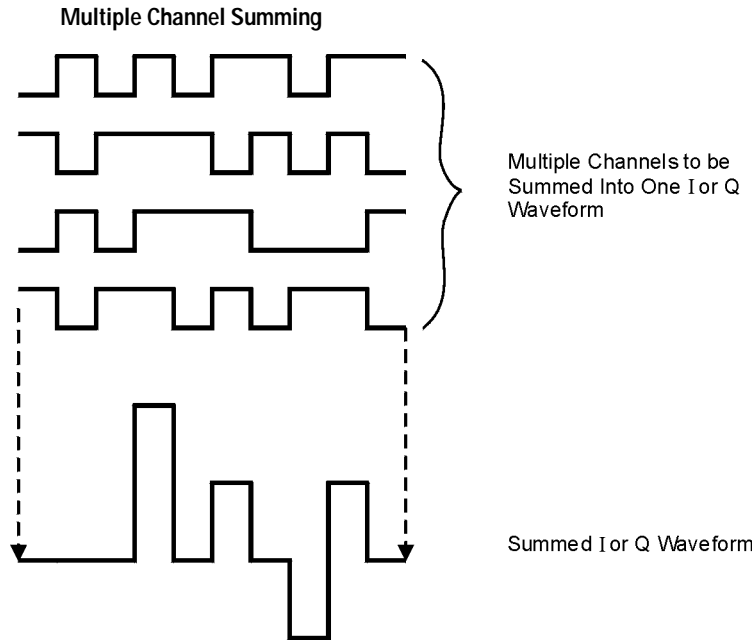 Multiple Channel Summing
Multiple Channels to be
Summed Into One I or Q
Waveform
Summed I or Q Waveform